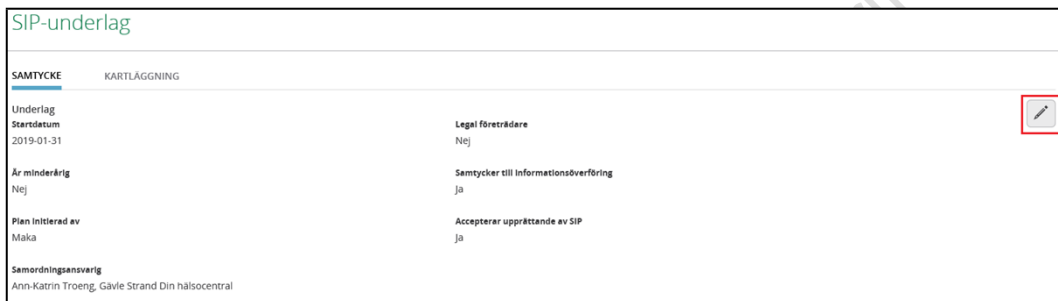 SIP-underlag
SAMTYCKE KARTLÄGGNING
Underlag
Startdatum
2019-01-31
Legal företrädare
Nej
Är minderårig
Nej
Samtycker till informationsöverföring
Ja
Plan initierad av
Maka
Accepterar upprättande av SIP
Ja
Samordningsansvarig
Ann-Katrin Troeng, Gävle Strand Din hälsocentral